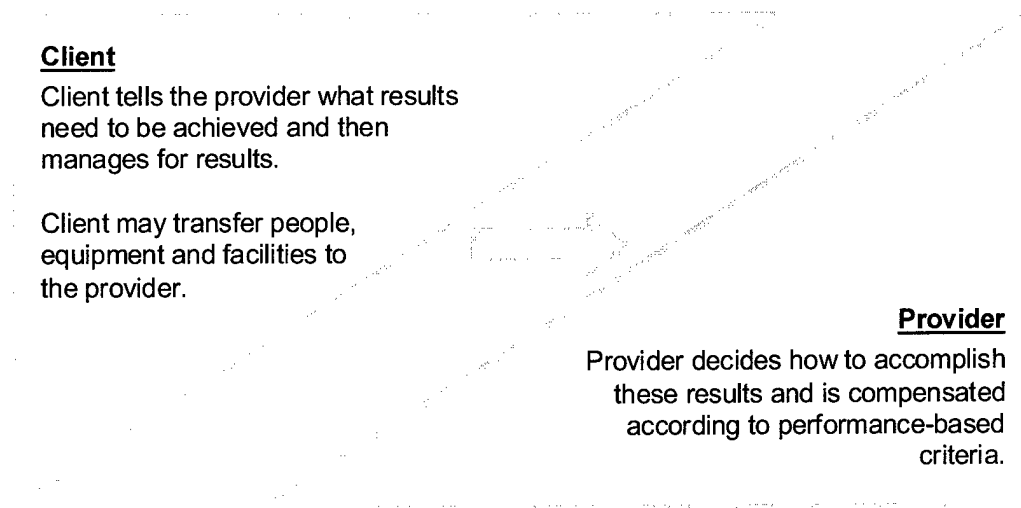 Client
Client tells the provider what results
need to be achieved and then
manages for results.
Client may transfer people,
equipment and facilities to
the provider.
Provider
Provider decides how to accomplish
these results and is compensated
according to performance-based
criteria.